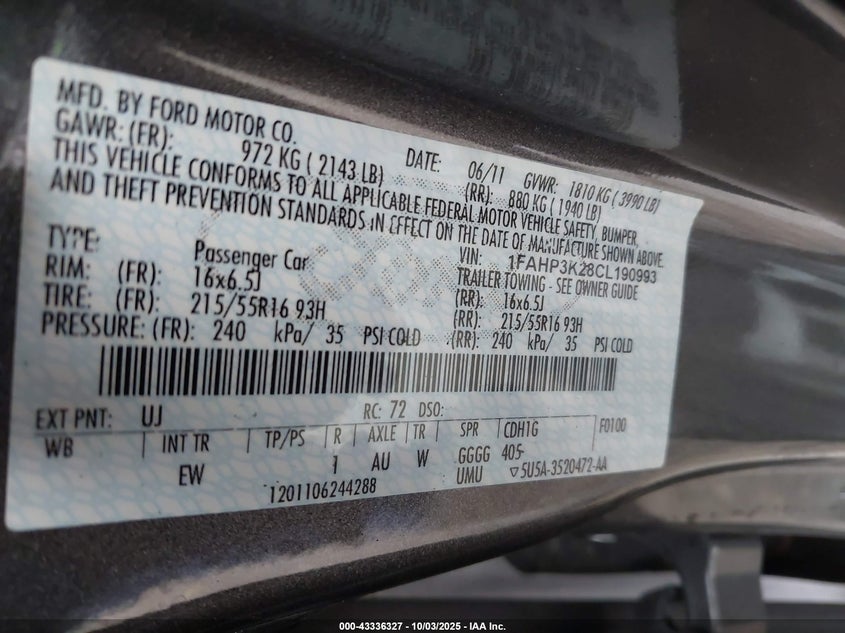 MFD. BY FORD MOTOR CO.
DATE: 06/11 GVWR: 1810 KG ( 3990 LB)
GAWR: (FR): 972 KG ( 2143 LB) (RR): 880 KG ( 1940 LB)
THIS VEHICLE CONFORMS TO ALL APPLICABLE FEDERAL MOTOR VEHICLE SAFETY, BUMPER,
AND THEFT PREVENTION STANDARDS IN EFFECT ON THE DATE OF MANUFACTURE SHOWN ABOVE.
VIN: 1FAHP3K28CL190993
TYPE: Passenger Car TRAILER TOWING - SEE OWNER GUIDE
RIM: (FR): 16x6.5J (RR): 16x6.5J
TIRE: (FR): 215/55R16 93H (RR): 215/55R16 93H
PRESSURE: (FR): 240 kPa/ 35 PSI COLD (RR): 240 kPa/ 35 PSI COLD
EXT PNT: UJ RC: 72 DSO: F0100
WB INT TR TP/PS R AXLE TR SPR CDH1G
EW 1 AU W GGGG 405-
1201106244288 UMU ▽5U5A-3520472-AA
000-43336327 - 10/03/2025 - IAA Inc.